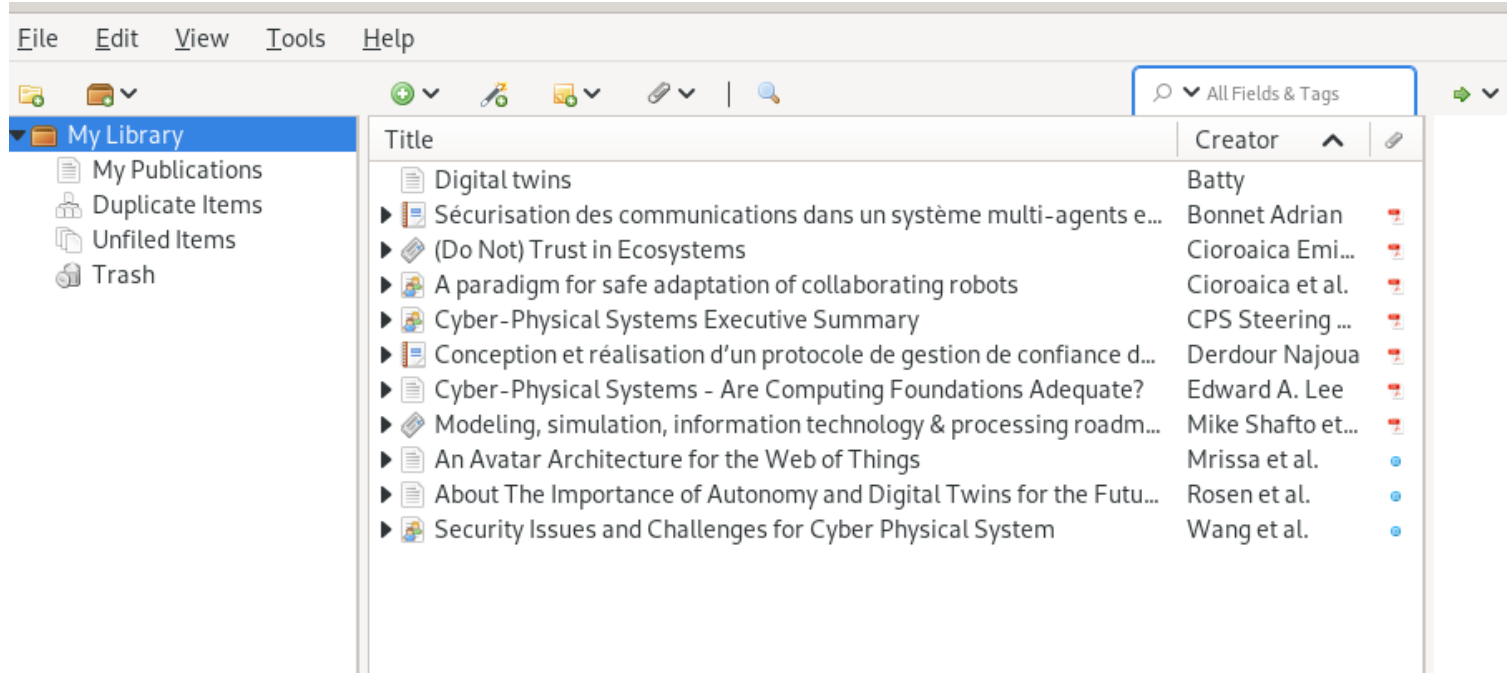 File Edit View Tools Help
All Fields & Tags
My Library
My Publications
Duplicate Items
Unfiled Items
Trash
Title Creator
Digital twins Batty
Sécurisation des communications dans un système multi-agents e... Bonnet Adrian
(Do Not) Trust in Ecosystems Cioroaica Emi...
A paradigm for safe adaptation of collaborating robots Cioroaica et al.
Cyber-Physical Systems Executive Summary CPS Steering ...
Conception et réalisation d'un protocole de gestion de confiance d... Derdour Najoua
Cyber-Physical Systems - Are Computing Foundations Adequate? Edward A. Lee
Modeling, simulation, information technology & processing roadm... Mike Shafto et...
An Avatar Architecture for the Web of Things Mrissa et al.
About The Importance of Autonomy and Digital Twins for the Futu... Rosen et al.
Security Issues and Challenges for Cyber Physical System Wang et al.